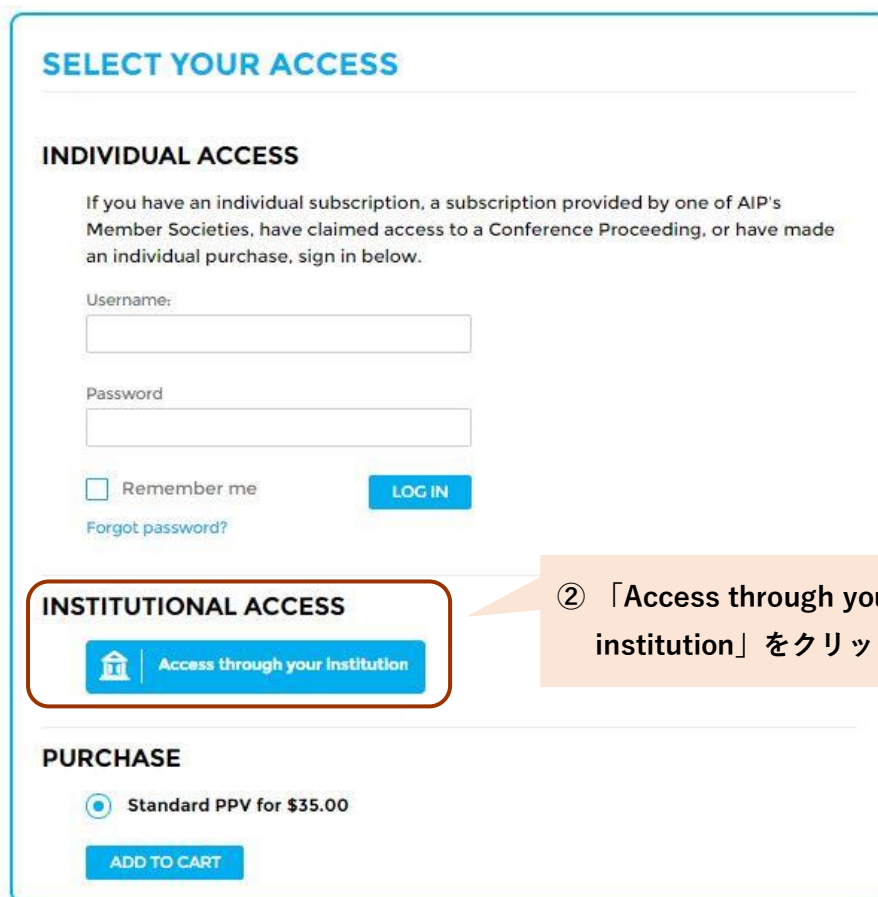 SELECT YOUR ACCESS
INDIVIDUAL ACCESS
If you have an individual subscription, a subscription provided by one of AIP's
Member Societies, have claimed access to a Conference Proceeding, or have made
an individual purchase, sign in below.
Username:
Password
Remember me
LOG IN
Forgot password?
INSTITUTIONAL ACCESS
Access through your institution
② 「Access through
institution」をクリッ
PURCHASE
Standard PPV for $35.00
ADD TO CART